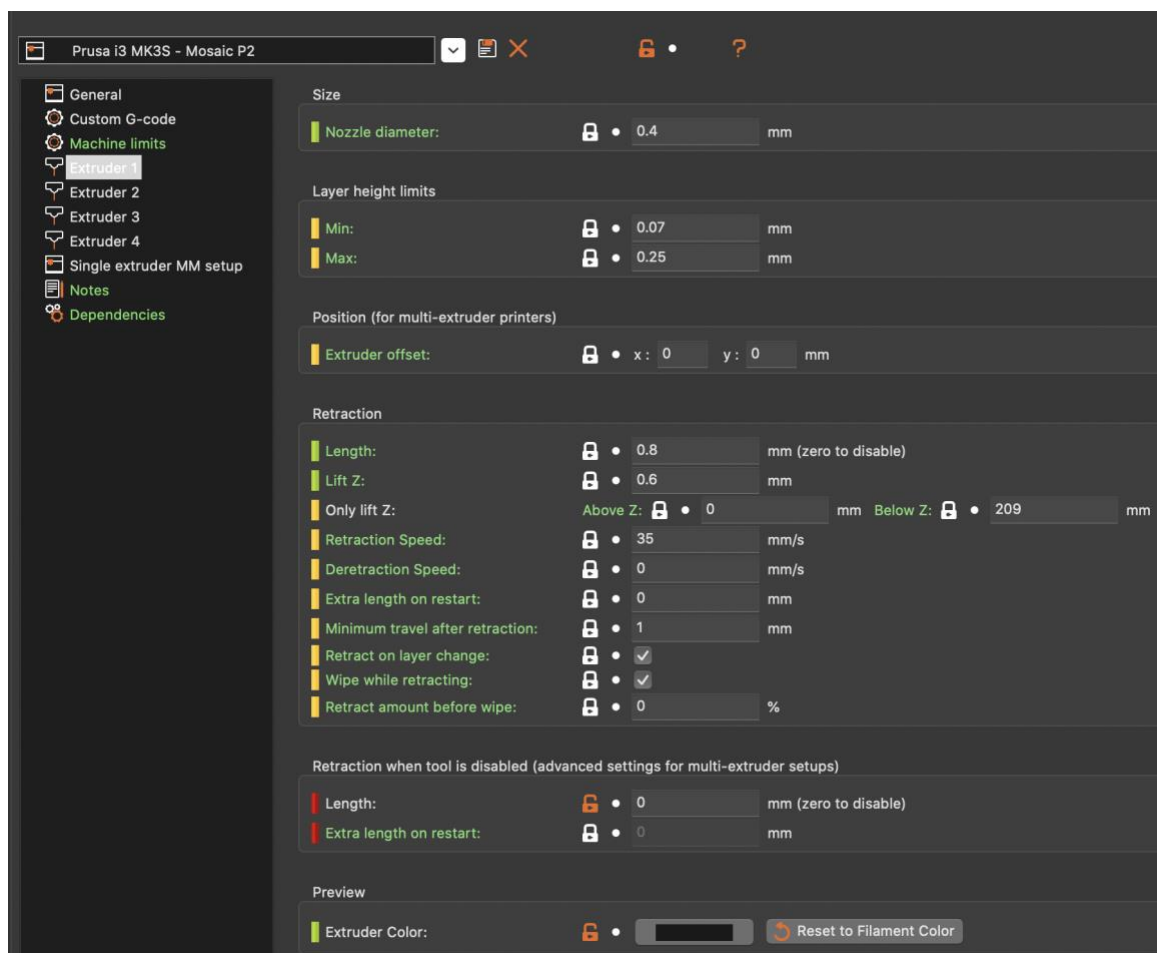 Prusa i3 MK3S - Mosaic P2
?
General
Custom G-code
Machine limits
Extruder 1
Extruder 2
Extruder 3
Extruder 4
Single extruder MM setup
Notes
Dependencies
Size
Nozzle diameter: 0.4 mm
Layer height limits
Min: 0.07 mm
Max: 0.25 mm
Position (for multi-extruder printers)
Extruder offset: x: 0 y: 0 mm
Retraction
Length: 0.8 mm (zero to disable)
Lift Z: 0.6 mm
Only lift Z: Above Z: 0 mm Below Z: 209 mm
Retraction Speed: 35 mm/s
Deretraction Speed: 0 mm/s
Extra length on restart: 0 mm
Minimum travel after retraction: 1 mm
Retract on layer change:
Wipe while retracting:
Retract amount before wipe: 0 %
Retraction when tool is disabled (advanced settings for multi-extruder setups)
Length: 0 mm (zero to disable)
Extra length on restart: 0 mm
Preview
Extruder Color: Reset to Filament Color